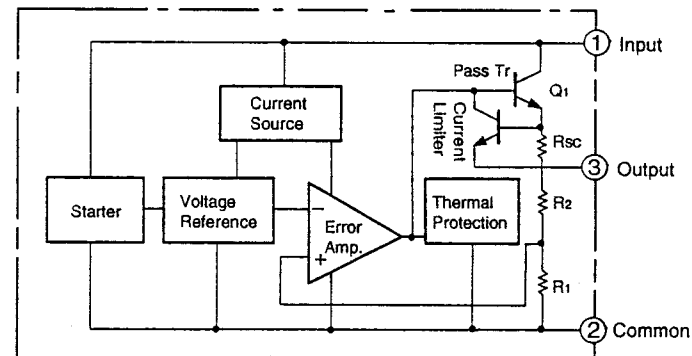 ① Input
Pass Tr
Q1
Current
Source
Current
Limiter
Rsc
③ Output
Starter
Voltage
Reference
−
Error
Amp.
+
Thermal
Protection
R2
R1
② Common